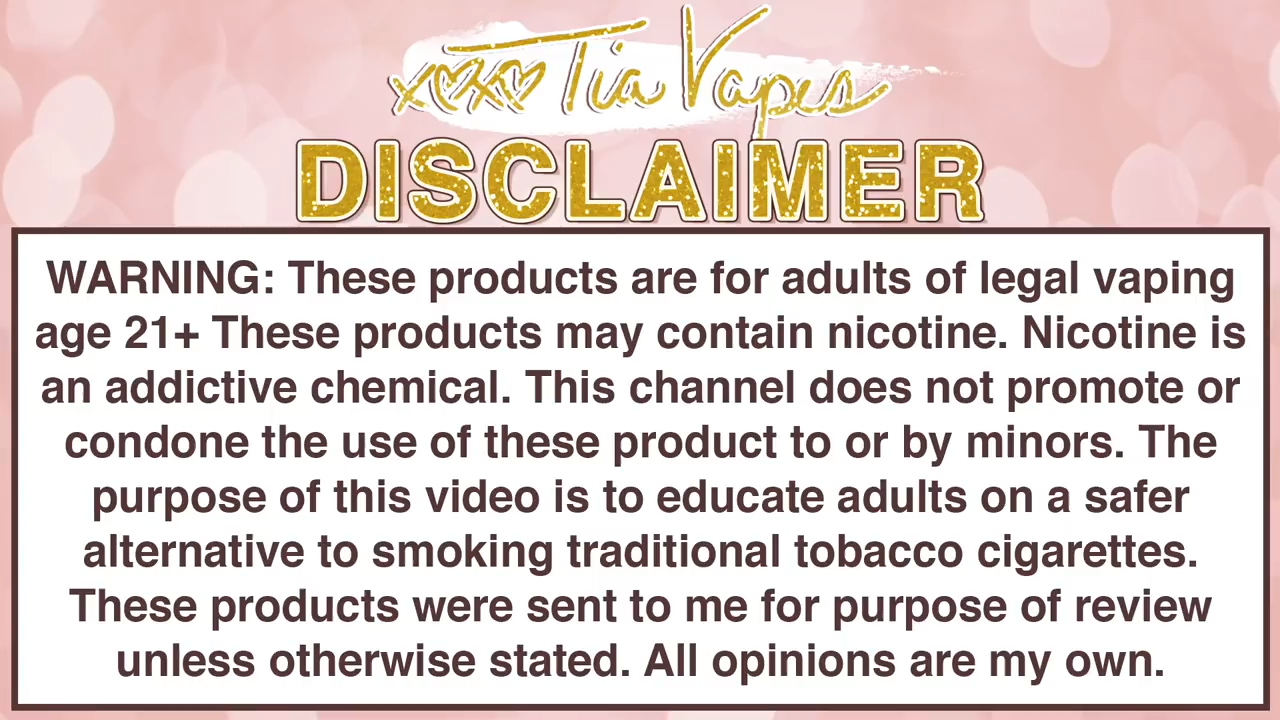 xoxo Tia Vapes
DISCLAIMER
WARNING: These products are for adults of legal vaping
age 21+ These products may contain nicotine. Nicotine is
an addictive chemical. This channel does not promote or
condone the use of these product to or by minors. The
purpose of this video is to educate adults on a safer
alternative to smoking traditional tobacco cigarettes.
These products were sent to me for purpose of review
unless otherwise stated. All opinions are my own.